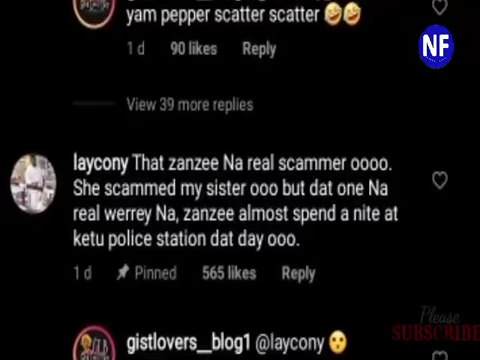 yam pepper scatter scatter 🤣🤣
1 d 90 likes Reply
NF
View 39 more replies
laycony That zanzee Na real scammer oooo.
She scammed my sister ooo but dat one Na
real werrey Na, zanzee almost spend a nite at
ketu police station dat day ooo.
1 d Pinned 565 likes Reply
Please
SUBSCRIBE
gistlovers__blog1 @laycony 😯